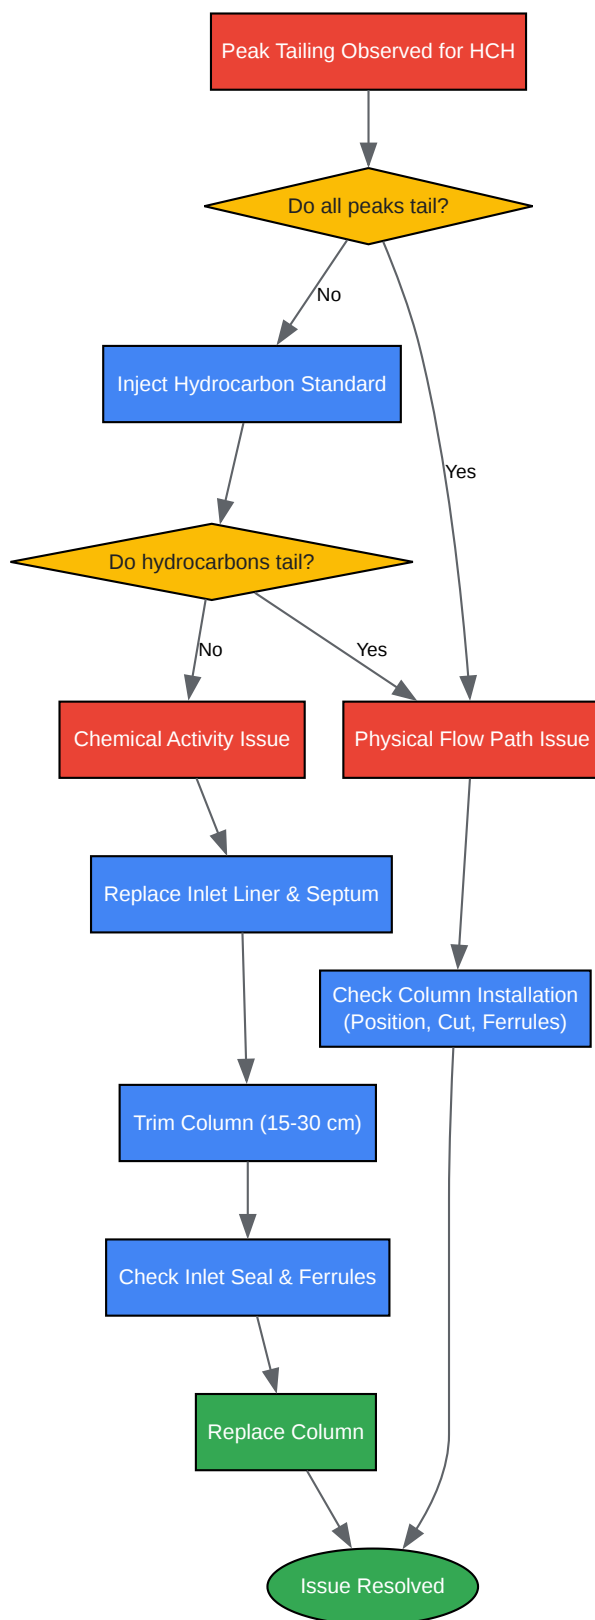 Peak Tailing Observed for HCH
Do all peaks tail?
No
Inject Hydrocarbon Standard
Yes
Do hydrocarbons tail?
No
Yes
Chemical Activity Issue
Physical Flow Path Issue
Replace Inlet Liner & Septum
Check Column Installation
(Position, Cut, Ferrules)
Trim Column (15-30 cm)
Check Inlet Seal & Ferrules
Replace Column
Issue Resolved